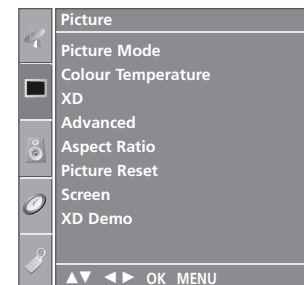 Picture
Picture Mode
Colour Temperature
XD
Advanced
Aspect Ratio
Picture Reset
Screen
XD Demo
▲▼ ◄► OK MENU